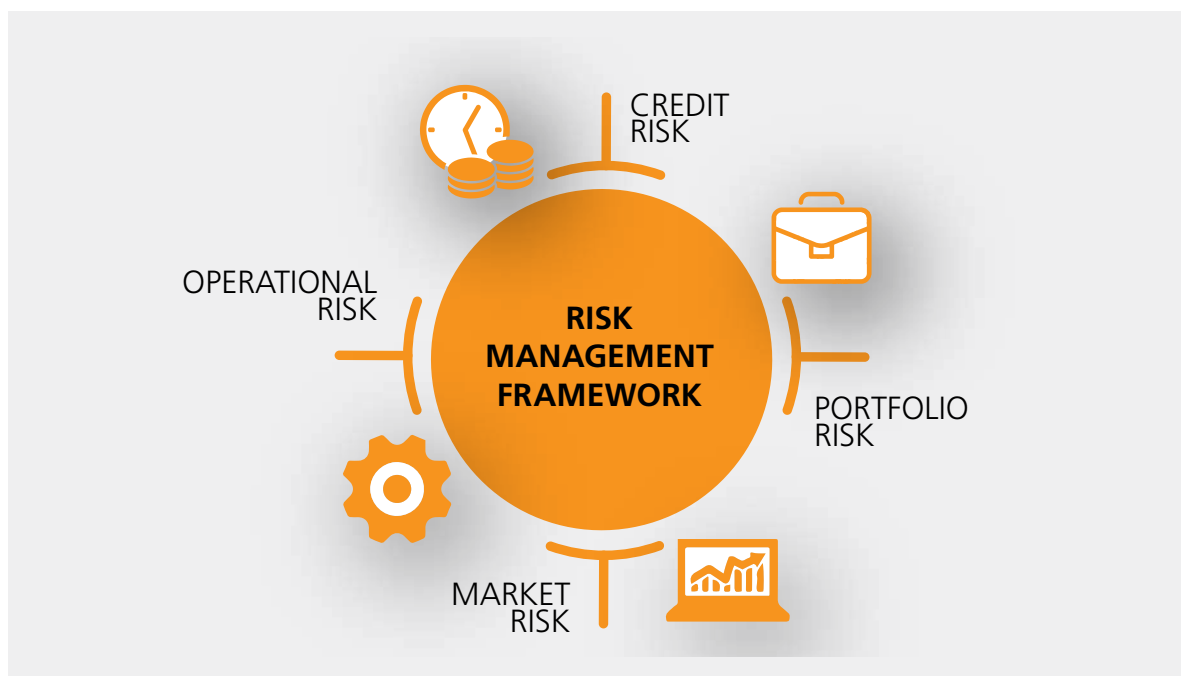 CREDIT
RISK
OPERATIONAL
RISK
RISK
MANAGEMENT
FRAMEWORK
PORTFOLIO
RISK
MARKET
RISK